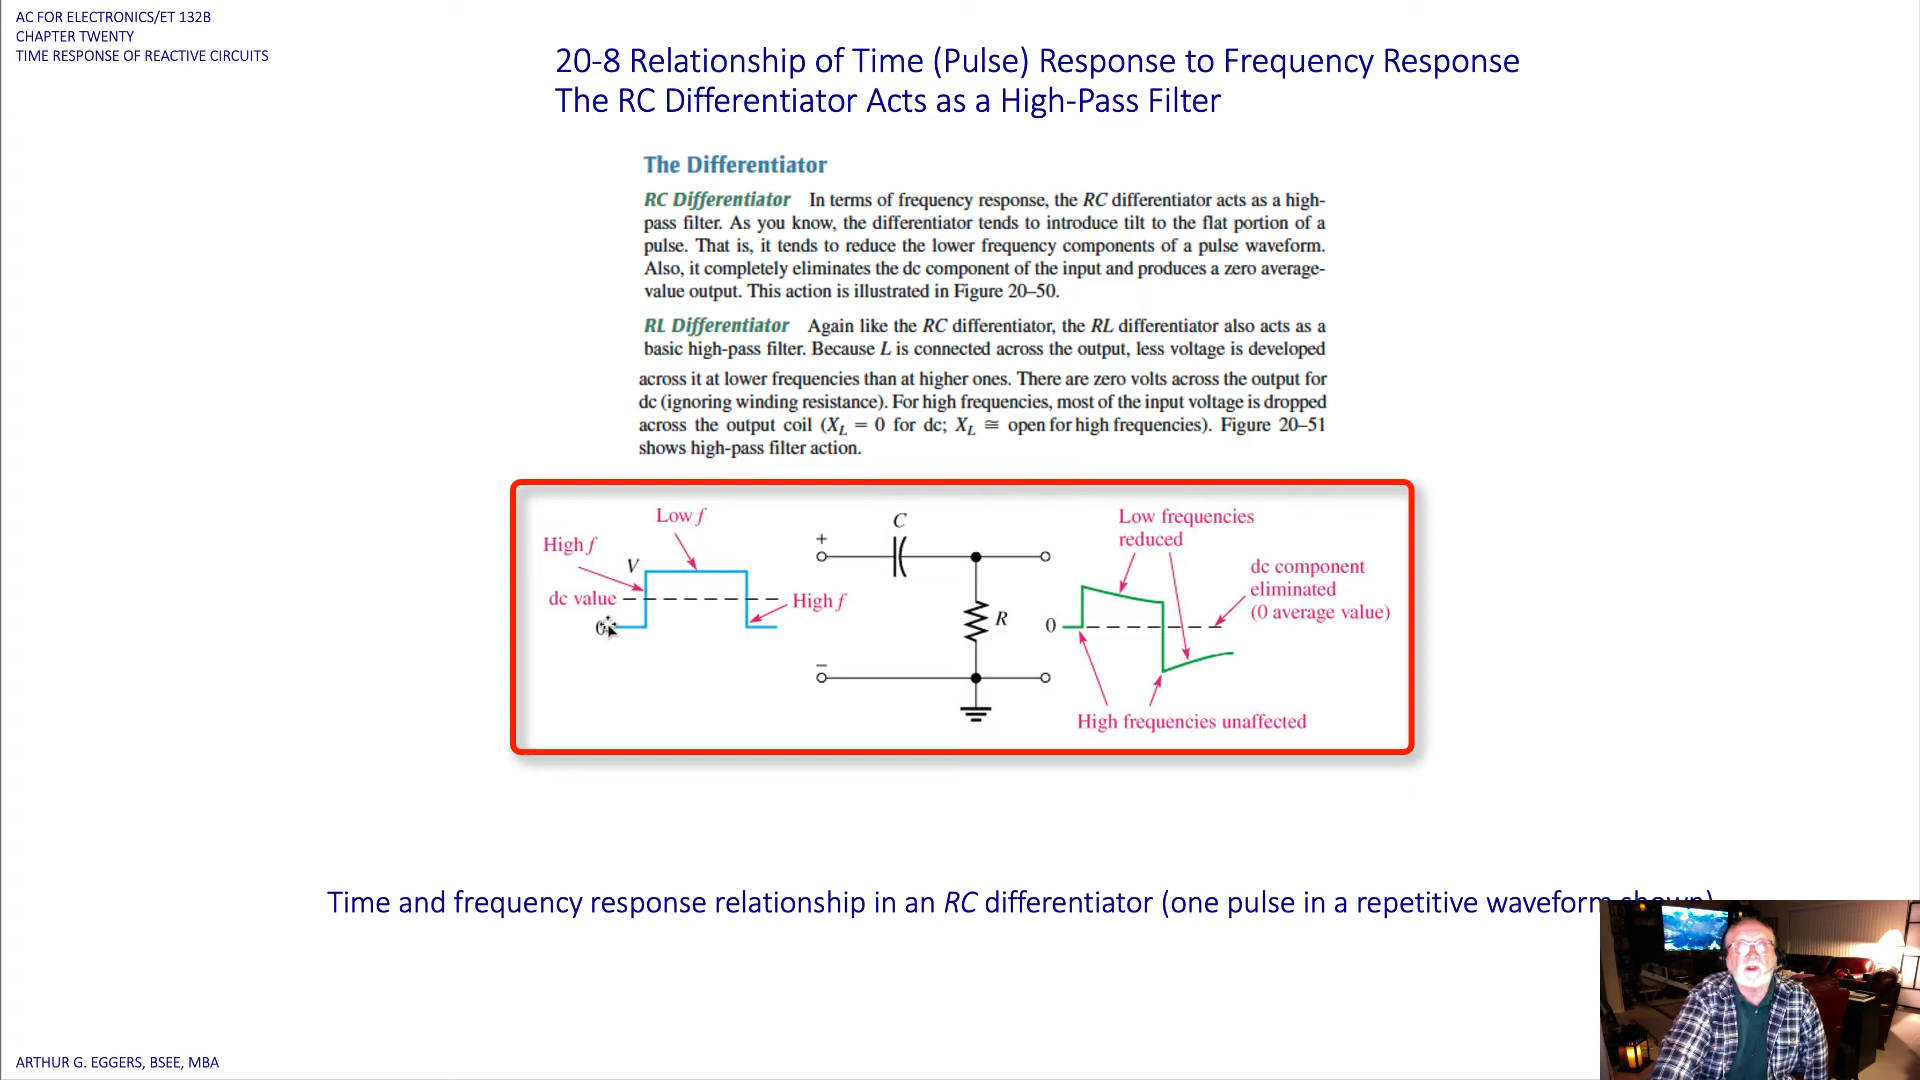 AC FOR ELECTRONICS/ET 132B
CHAPTER TWENTY
TIME RESPONSE OF REACTIVE CIRCUITS
20-8 Relationship of Time (Pulse) Response to Frequency Response
The RC Differentiator Acts as a High-Pass Filter
The Differentiator
RC Differentiator In terms of frequency response, the RC differentiator acts as a high-
pass filter. As you know, the differentiator tends to introduce tilt to the flat portion of a
pulse. That is, it tends to reduce the lower frequency components of a pulse waveform.
Also, it completely eliminates the dc component of the input and produces a zero average-
value output. This action is illustrated in Figure 20–50.
RL Differentiator Again like the RC differentiator, the RL differentiator also acts as a
basic high-pass filter. Because L is connected across the output, less voltage is developed
across it at lower frequencies than at higher ones. There are zero volts across the output for
dc (ignoring winding resistance). For high frequencies, most of the input voltage is dropped
across the output coil (X_L = 0 for dc; X_L ≅ open for high frequencies). Figure 20–51
shows high-pass filter action.
Low f
High f
V
dc value
High f
0
+
C
R
–
Low frequencies
reduced
dc component
eliminated
(0 average value)
0
High frequencies unaffected
Time and frequency response relationship in an RC differentiator (one pulse in a repetitive waveform shown)
ARTHUR G. EGGERS, BSEE, MBA